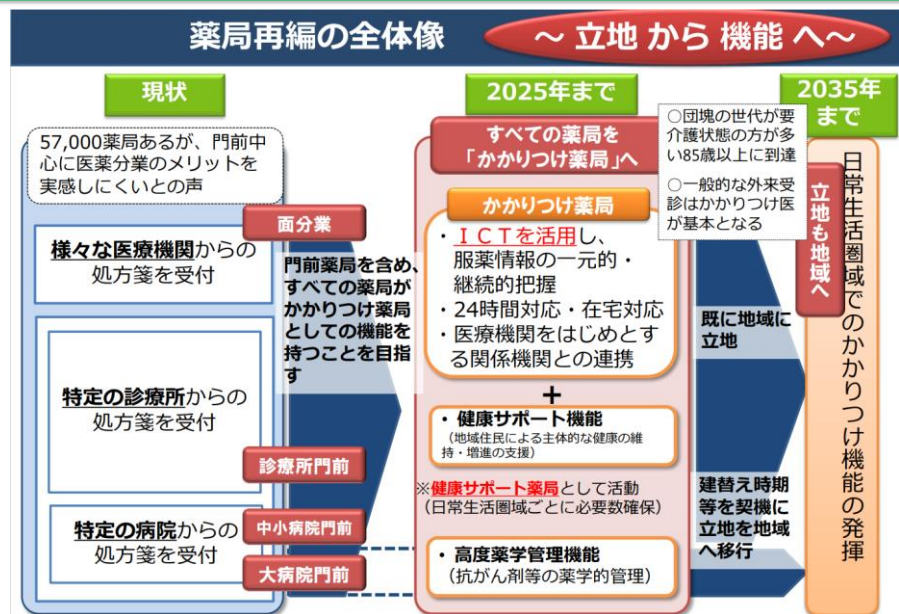 薬局再編の全体像
～ 立地 から 機能 へ～
現状
57,000薬局あるが、門前中
心に医薬分業のメリットを
実感しにくいとの声
面分業
様々な医療機関からの
処方箋を受付
特定の診療所からの
処方箋を受付
診療所門前
特定の病院からの
処方箋を受付
中小病院門前
大病院門前
門前薬局を含め、
すべての薬局が
かかりつけ薬局
としての機能を
持つことを目指
す
2025年まで
すべての薬局を
「かかりつけ薬局」へ
かかりつけ薬局
・ＩＣＴを活用し、
服薬情報の一元的・
継続的把握
・24時間対応・在宅対応
・医療機関をはじめとす
る関係機関との連携
＋
・健康サポート機能
（地域住民による主体的な健康の維
持・増進の支援）
※健康サポート薬局として活動
（日常生活圏域ごとに必要数確保）
・高度薬学管理機能
（抗がん剤等の薬学的管理）
○団塊の世代が要
介護状態の方が多
い85歳以上に到達
○一般的な外来受
診はかかりつけ医
が基本となる
既に地域に
立地
建替え時期
等を契機に
立地を地域
へ移行
2035年
まで
立地も地域へ
日常生活圏域でのかかりつけ機能の発揮